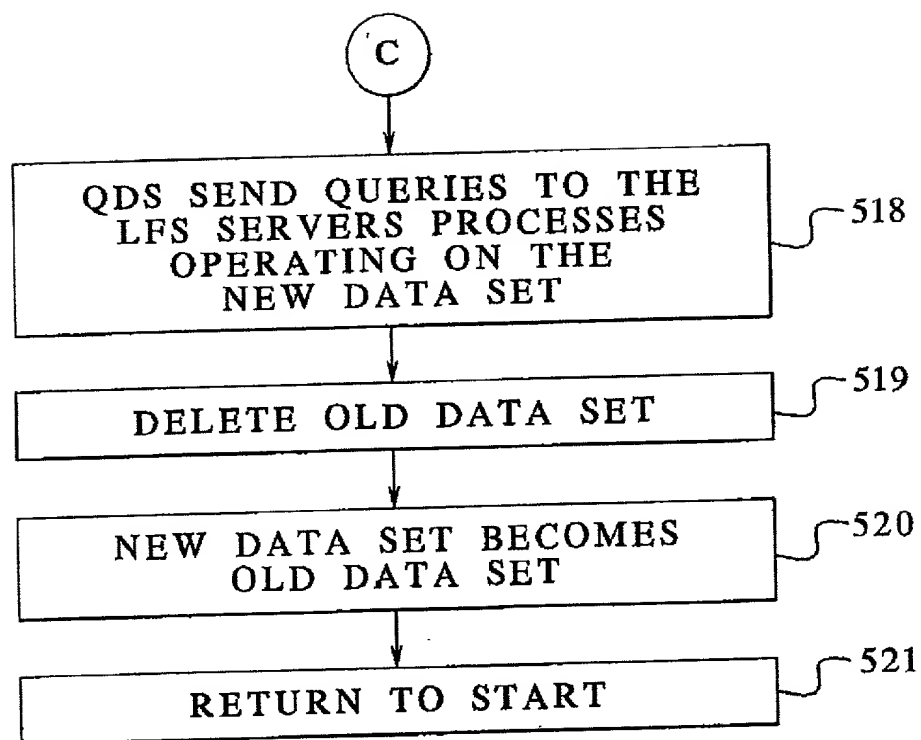 C
QDS SEND QUERIES TO THE
LFS SERVERS PROCESSES
OPERATING ON THE
NEW DATA SET
518
DELETE OLD DATA SET
519
NEW DATA SET BECOMES
OLD DATA SET
520
RETURN TO START
521